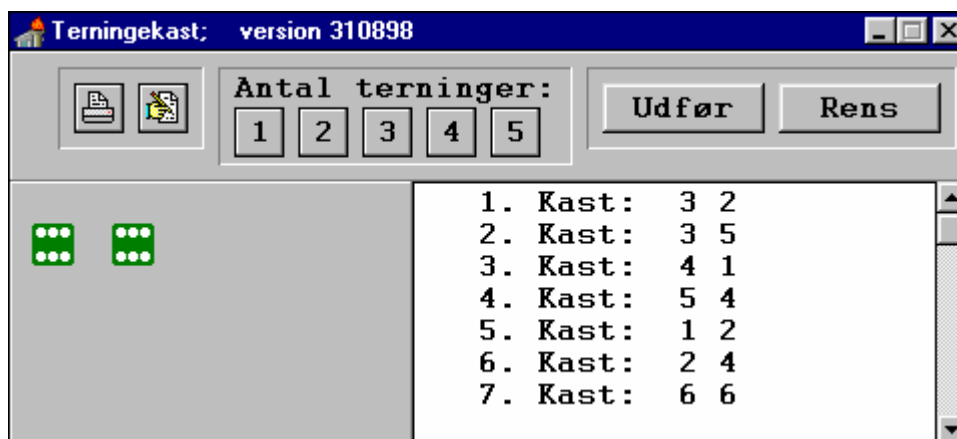 Terningekast;   version 310898
Antal terninger:
1 2 3 4 5
Udfør Rens
1. Kast: 3 2
2. Kast: 3 5
3. Kast: 4 1
4. Kast: 5 4
5. Kast: 1 2
6. Kast: 2 4
7. Kast: 6 6